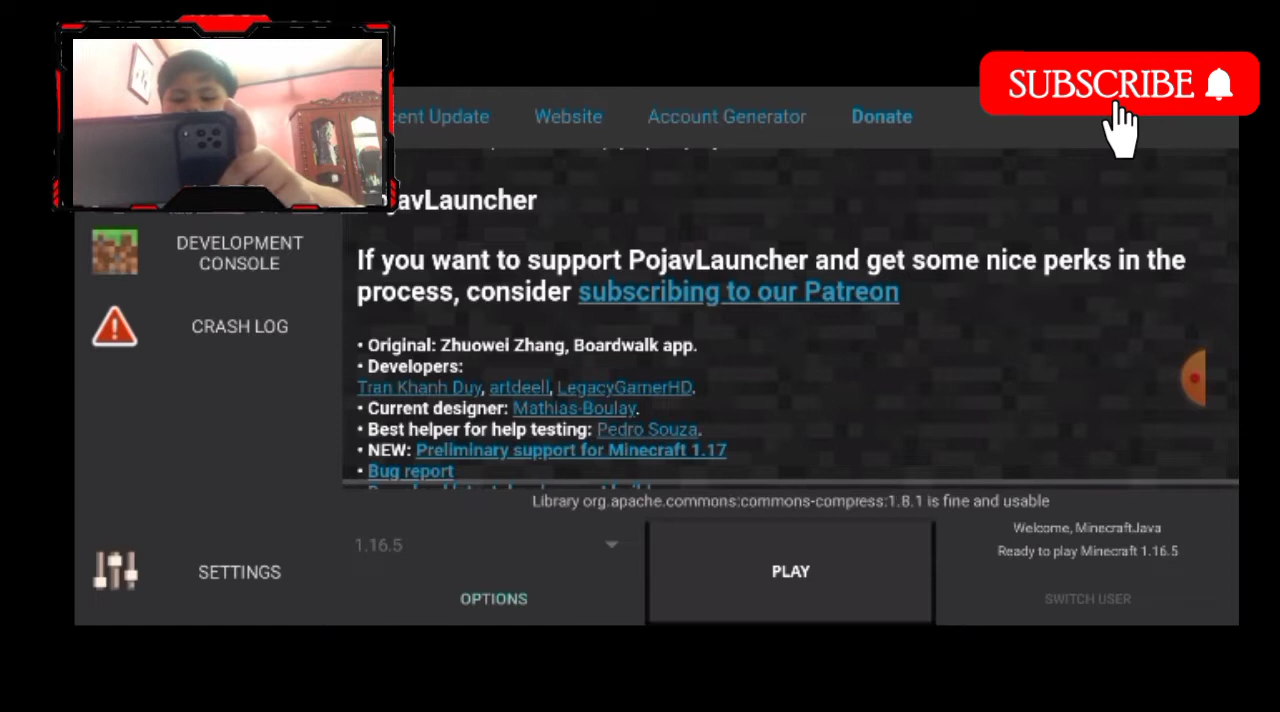 SUBSCRIBE
cent Update Website Account Generator Donate
javLauncher
If you want to support PojavLauncher and get some nice perks in the
process, consider subscribing to our Patreon
• Original: Zhuowei Zhang, Boardwalk app.
• Developers:
Tran Khanh Duy, artdeell, LegacyGamerHD.
• Current designer: Mathias-Boulay.
• Best helper for help testing: Pedro Souza.
• NEW: Preliminary support for Minecraft 1.17
• Bug report
DEVELOPMENT
CONSOLE
CRASH LOG
SETTINGS
Library org.apache.commons:commons-compress:1.8.1 is fine and usable
1.16.5
OPTIONS
PLAY
Welcome, MinecraftJava
Ready to play Minecraft 1.16.5
SWITCH USER